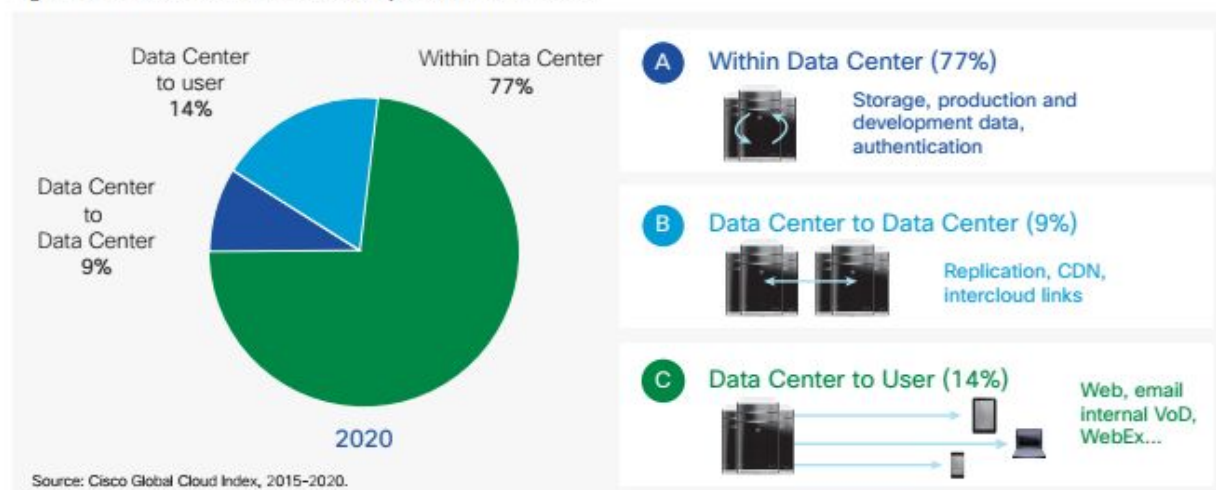 Data Center
to user
14%
Within Data Center
77%
Data Center
to
Data Center
9%
2020
Source: Cisco Global Cloud Index, 2015-2020.
A Within Data Center (77%)
Storage, production and
development data,
authentication
B Data Center to Data Center (9%)
Replication, CDN,
intercloud links
C Data Center to User (14%)
Web, email
internal VoD,
WebEx...